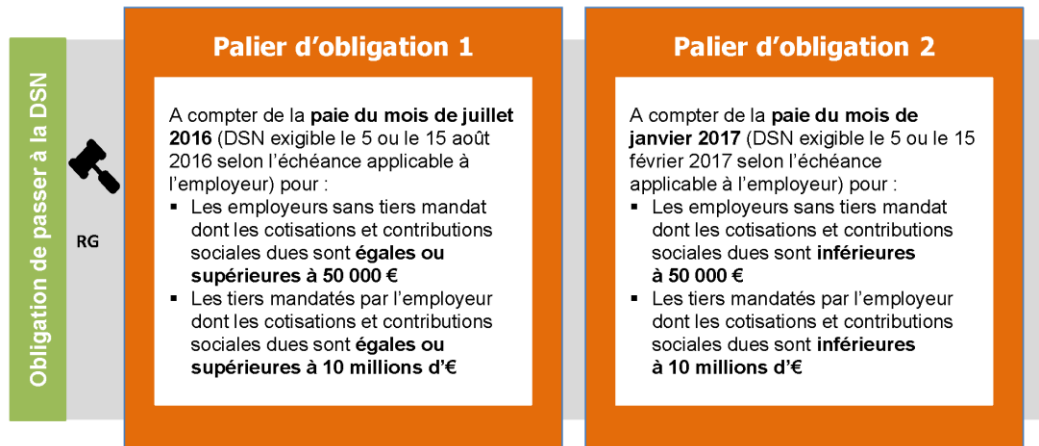 Obligation de passer à la DSN
RG
Palier d’obligation 1
A compter de la paie du mois de juillet
2016 (DSN exigible le 5 ou le 15 août
2016 selon l’échéance applicable à
l’employeur) pour :
▪ Les employeurs sans tiers mandat
dont les cotisations et contributions
sociales dues sont égales ou
supérieures à 50 000 €
▪ Les tiers mandatés par l’employeur
dont les cotisations et contributions
sociales dues sont égales ou
supérieures à 10 millions d’€
Palier d’obligation 2
A compter de la paie du mois de
janvier 2017 (DSN exigible le 5 ou le 15
février 2017 selon l’échéance
applicable à l’employeur) pour :
▪ Les employeurs sans tiers mandat
dont les cotisations et contributions
sociales dues sont inférieures
à 50 000 €
▪ Les tiers mandatés par l’employeur
dont les cotisations et contributions
sociales dues sont inférieures
à 10 millions d’€